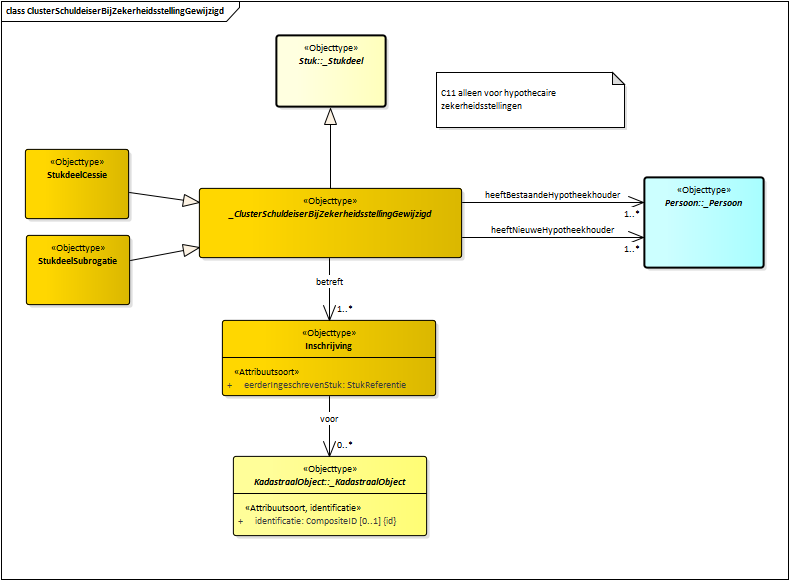 class ClusterSchuldeiserBijZekerheidsstellingGewijzigd
«Objecttype»
Stuk::_Stukdeel
C11 alleen voor hypothecaire
zekerheidsstellingen
«Objecttype»
StukdeelCessie
«Objecttype»
_ClusterSchuldeiserBijZekerheidsstellingGewijzigd
heeftBestaandeHypotheekhouder
1..*
«Objecttype»
Persoon::_Persoon
heeftNieuweHypotheekhouder
1..*
«Objecttype»
StukdeelSubrogatie
betreft
1..*
«Objecttype»
Inschrijving
«Attribuutsoort»
+ eerderIngeschrevenStuk: StukReferentie
voor
0..*
«Objecttype»
KadastraalObject::_KadastraalObject
«Attribuutsoort, identificatie»
+ identificatie: CompositeID [0..1] {id}